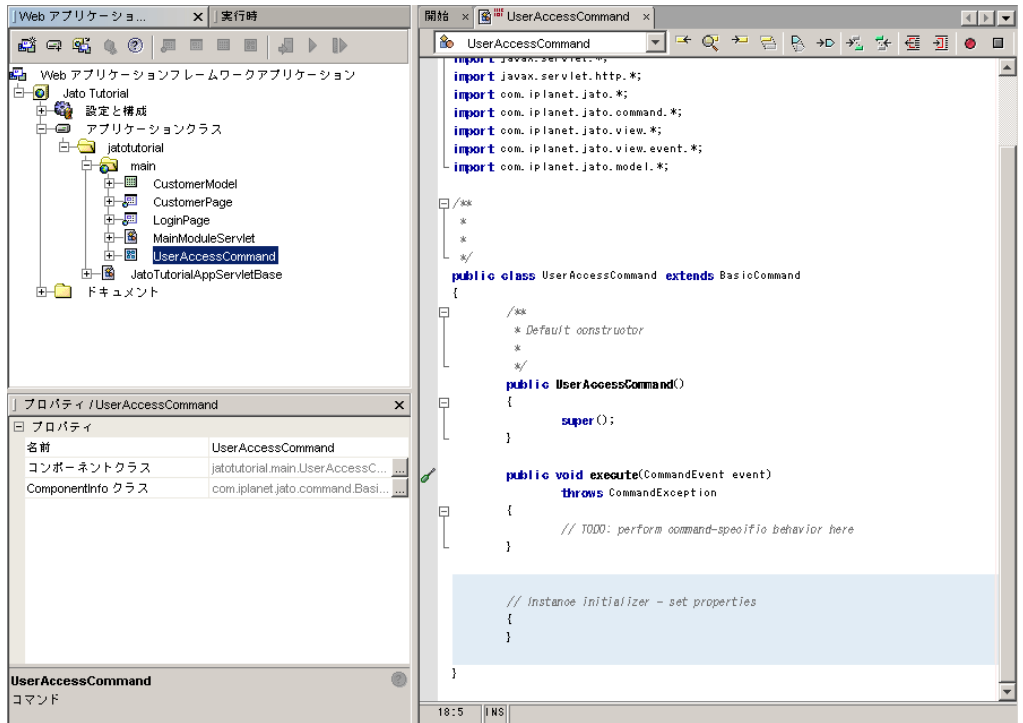 Web アプリケーショ...
実行時
Web アプリケーションフレームワークアプリケーション
Jato Tutorial
設定と構成
アプリケーションクラス
jatotutorial
main
CustomerModel
CustomerPage
LoginPage
MainModuleServlet
UserAccessCommand
JatoTutorialAppServletBase
ドキュメント
プロパティ / UserAccessCommand
プロパティ
名前 UserAccessCommand
コンポーネントクラス jatotutorial.main.UserAccessC... ...
ComponentInfo クラス com.iplanet.jato.command.Basi... ...
UserAccessCommand
コマンド
開始 UserAccessCommand
UserAccessCommand
import javax.servlet.*;
import javax.servlet.http.*;
import com.iplanet.jato.*;
import com.iplanet.jato.command.*;
import com.iplanet.jato.view.*;
import com.iplanet.jato.view.event.*;
import com.iplanet.jato.model.*;
/**
*
*
*/
public class UserAccessCommand extends BasicCommand
{
/**
* Default constructor
*
*/
public UserAccessCommand()
{
super();
}
public void execute(CommandEvent event)
throws CommandException
{
// TODO: perform command-specific behavior here
}
// Instance initializer - set properties
{
}
}
18:5 INS